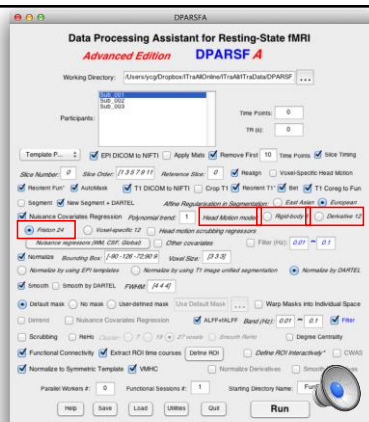 DPARSFA
Data Processing Assistant for Resting-State fMRI
Advanced Edition DPARSF A
Working Directory: /Users/ycg/Dropbox/ITraAllOnline/ITraAll/ITraData/DPARSF ...
Participants: Sub_001
Sub_002
Sub_003
Time Points: 0
TR (s): 0
Template P... EPI DICOM to NIFTI Apply Mats Remove First 10 Time Points Slice Timing
Slice Number: 0 Slice Order: [1 3 5 7 9 11 Reference Slice: 0 Realign Voxel-Specific Head Motion
Reorient Fun* AutoMask T1 DICOM to NIFTI Crop T1 Reorient T1* Bet T1 Coreg to Fun
Segment New Segment + DARTEL Affine Regularisation in Segmentation: East Asian European
Nuisance Covariates Regression Polynomial trend: 1 Head Motion model: Rigid-body 6 Derivative 12
Friston 24 Voxel-specific 12 Head motion scrubbing regressors
Nuisance regressors (WM, CSF, Global) Other covariates Filter (Hz): 0.01 ~ 0.1
Normalize Bounding Box: [-90 -126 -72;90 9 Voxel Size: [3 3 3]
Normalize by using EPI templates Normalize by using T1 image unified segmentation Normalize by DARTEL
Smooth Smooth by DARTEL FWHM: [4 4 4]
Default mask No mask User-defined mask Use Default Mask ... Warp Masks into Individual Space
Detrend Nuisance Covariates Regression ALFF+fALFF Band (Hz): 0.01 ~ 0.1 Filter
Scrubbing ReHo Cluster: 7 19 27 voxels Smooth ReHo Degree Centrality
Functional Connectivity Extract ROI time courses Define ROI Define ROI Interactively* CWAS
Normalize to Symmetric Template VMHC Normalize Derivatives Smooth
Parallel Workers #: 0 Functional Sessions #: 1 Starting Directory Name:
Help Save Load Utilities Quit Run